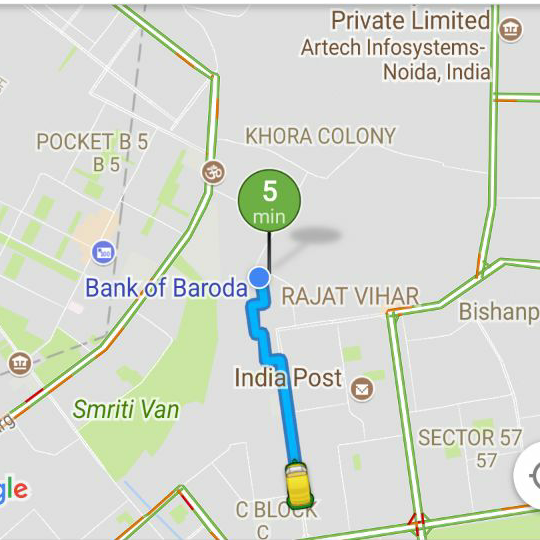 Private Limited
Artech Infosystems-
Noida, India
POCKET B 5
B 5
KHORA COLONY
5
min
Bank of Baroda
RAJAT VIHAR
Bishanp
India Post
Smriti Van
SECTOR 57
57
C BLOCK
C